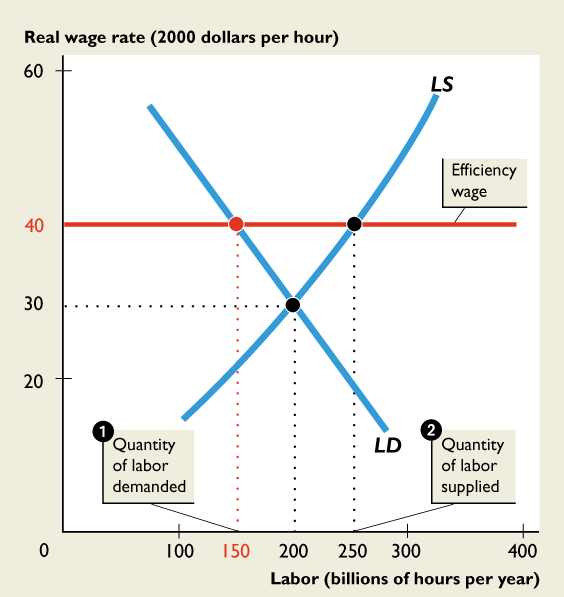 Real wage rate (2000 dollars per hour)
60
LS
Efficiency
wage
40
30
20
1
Quantity
of labor
demanded
LD
2
Quantity
of labor
supplied
0
100
150
200
250
300
400
Labor (billions of hours per year)